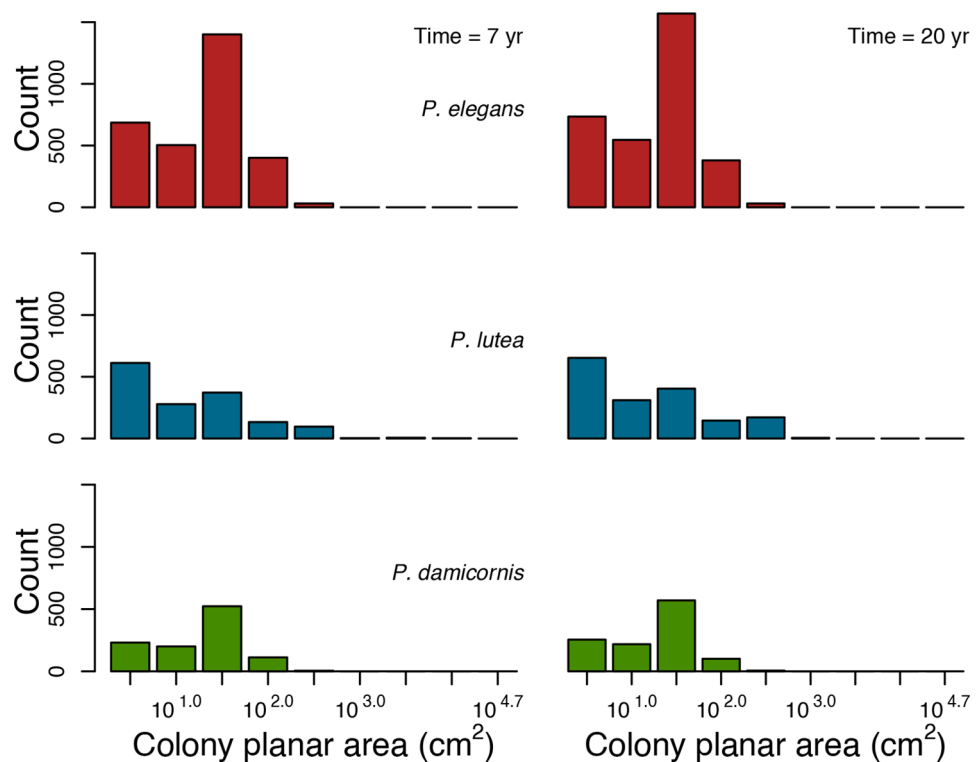 Time = 7 yr
Time = 20 yr
Count
0 500 1000
P. elegans
Count
0 500 1000
P. lutea
Count
0 500 1000
P. damicornis
10^1.0 10^2.0 10^3.0 10^4.7
10^1.0 10^2.0 10^3.0 10^4.7
Colony planar area (cm²)
Colony planar area (cm²)